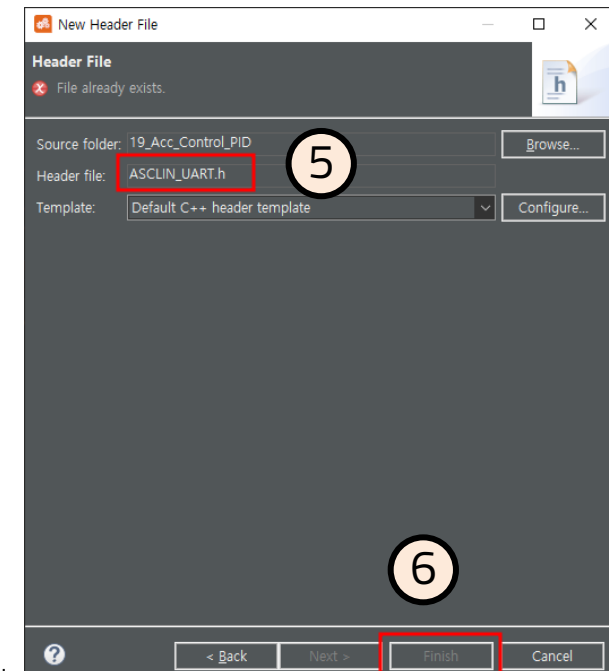 New Header File
Header File
File already exists.
h
Source folder: 19_Acc_Control_PID Browse...
5
Header file: ASCLIN_UART.h
Template: Default C++ header template Configure...
6
? < Back Next > Finish Cancel
.